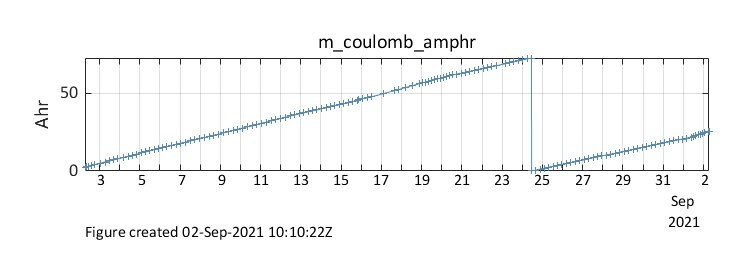 m_coulomb_amphr
Ahr
50
0
3 5 7 9 11 13 15 17 19 21 23 25 27 29 31 2
Sep
2021
Figure created 02-Sep-2021 10:10:22Z